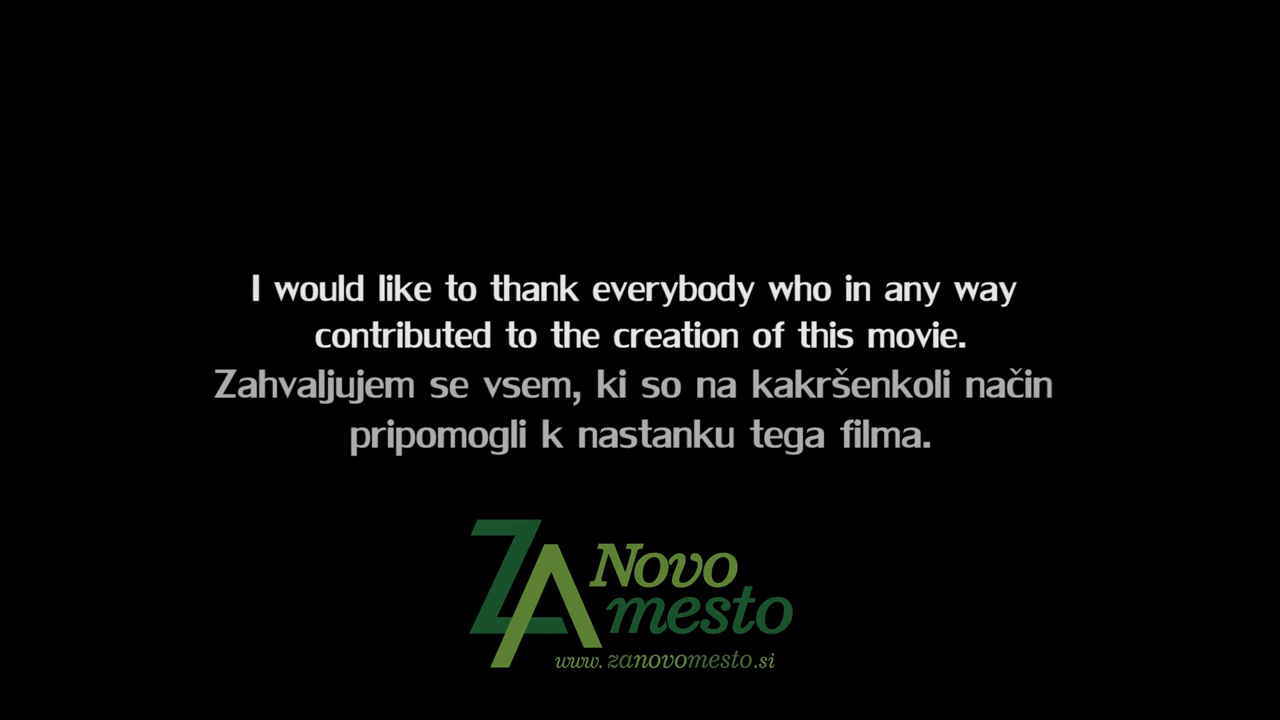 I would like to thank everybody who in any way
contributed to the creation of this movie.
Zahvaljujem se vsem, ki so na kakršenkoli način
pripomogli k nastanku tega filma.
ZA Novo
mesto
www.zanovomesto.si